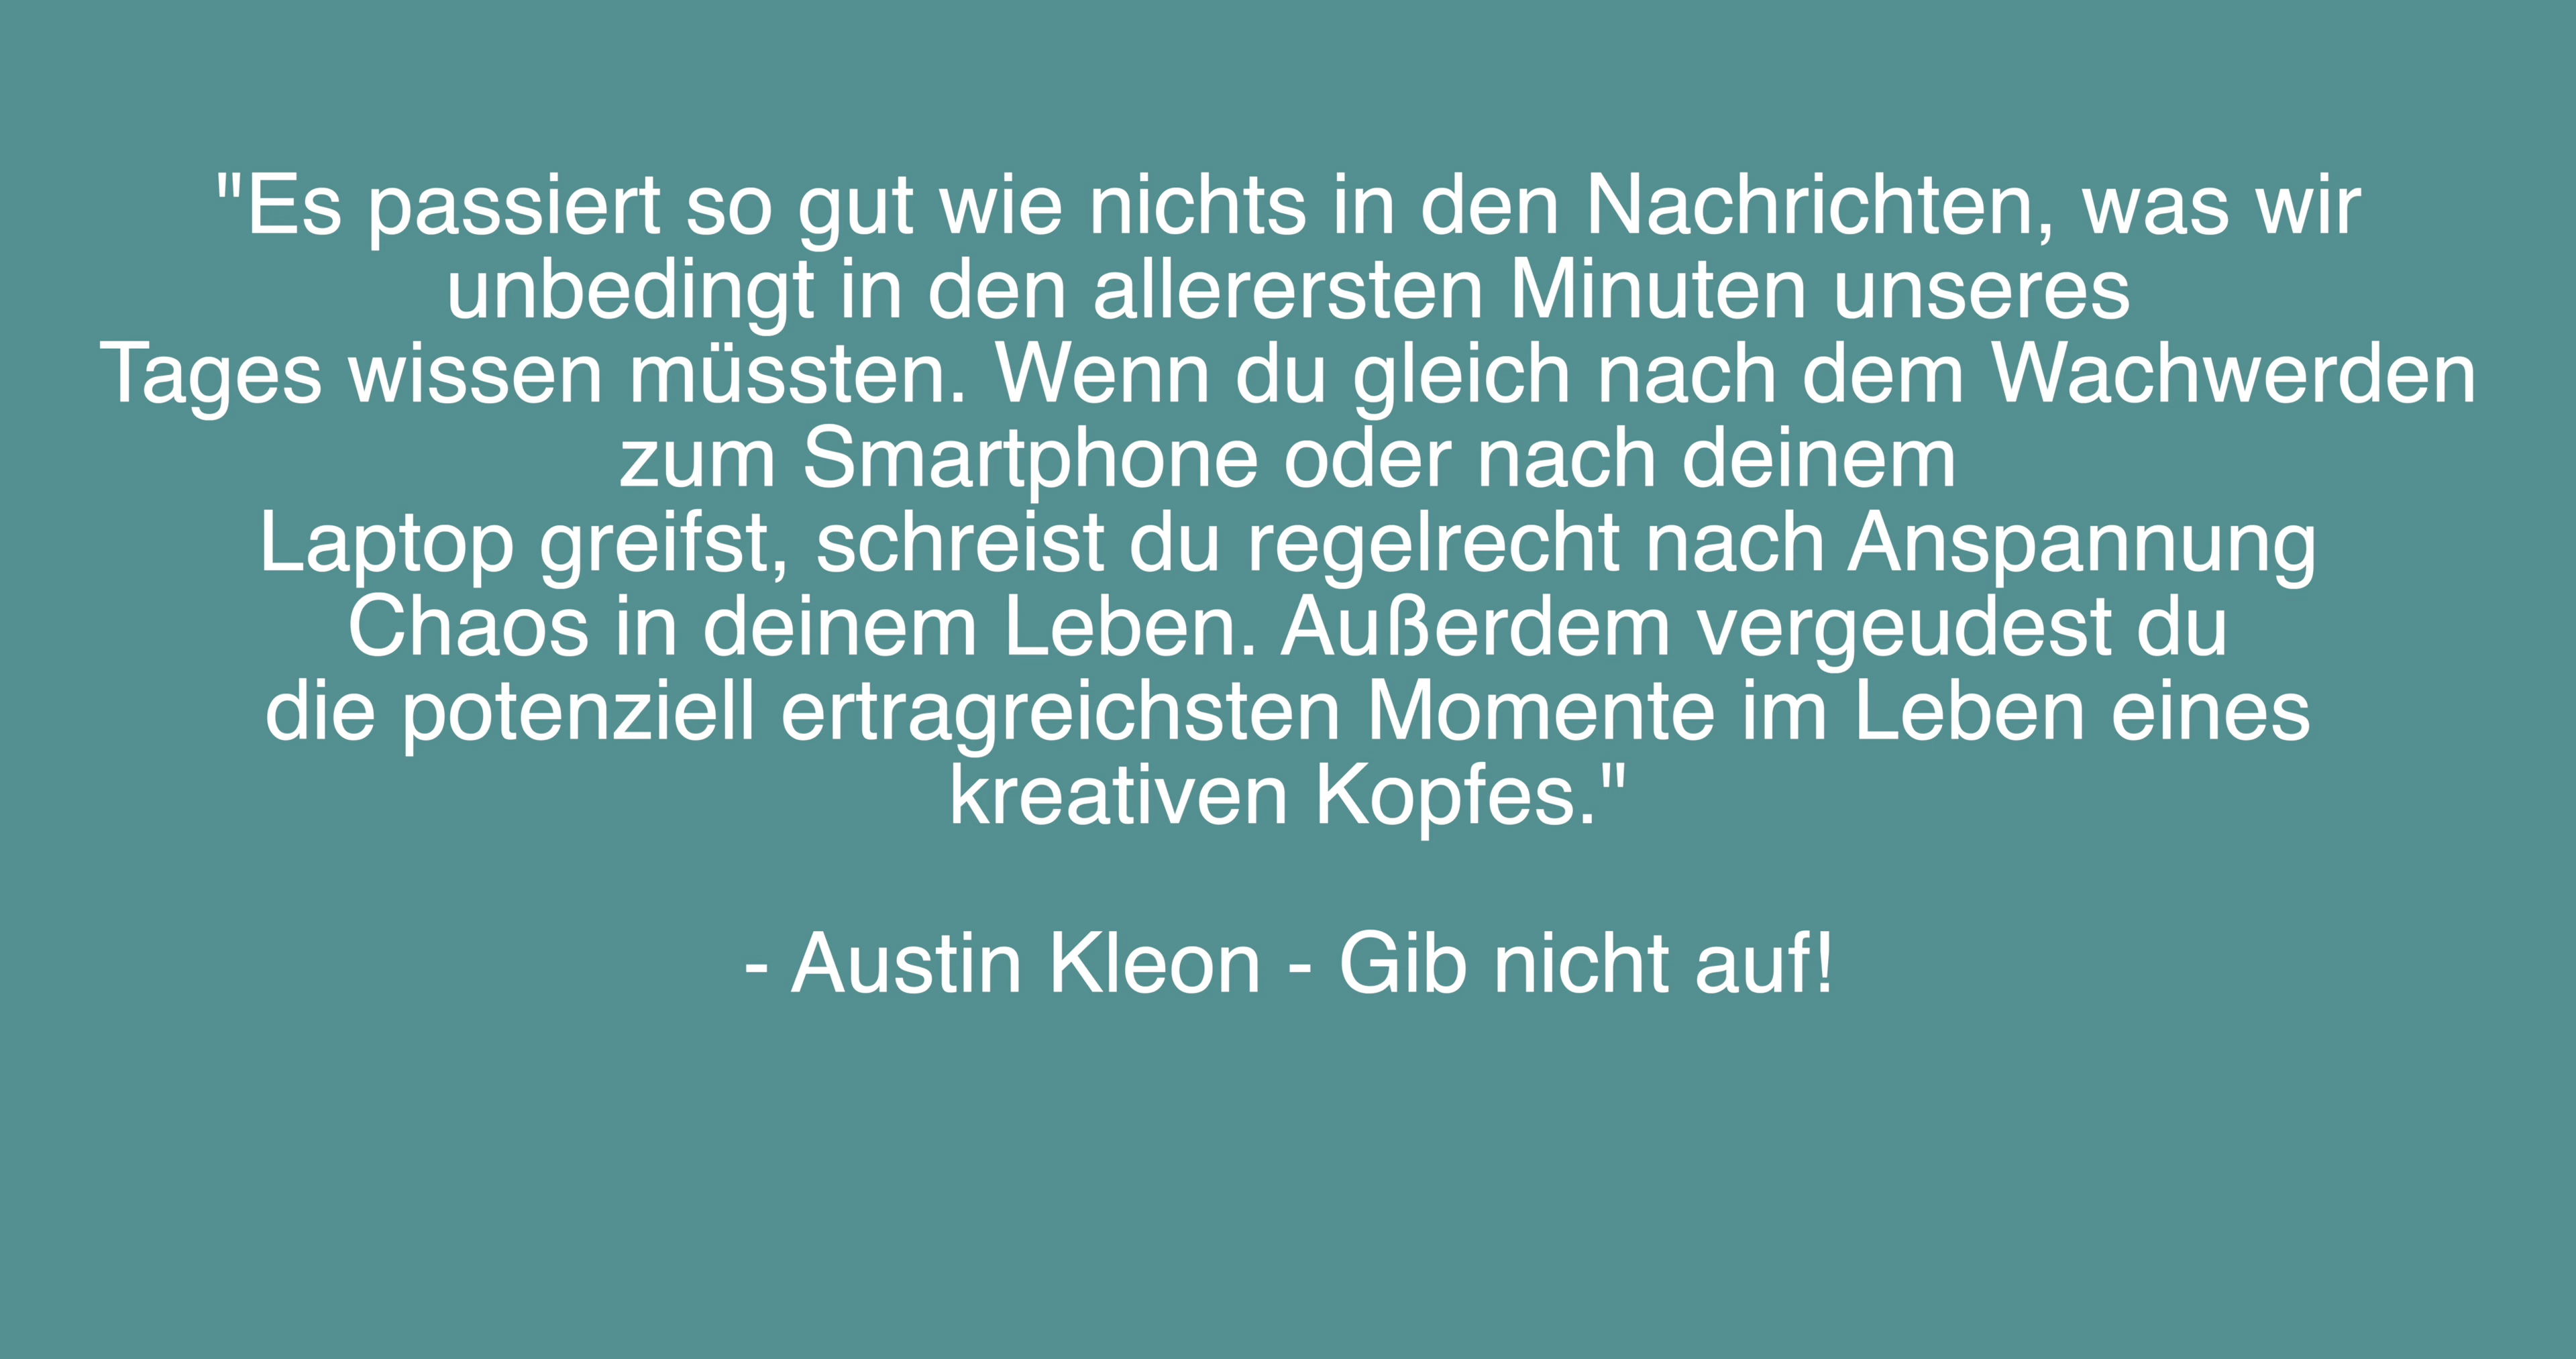 "Es passiert so gut wie nichts in den Nachrichten, was wir
unbedingt in den allerersten Minuten unseres
Tages wissen müssten. Wenn du gleich nach dem Wachwerden
zum Smartphone oder nach deinem
Laptop greifst, schreist du regelrecht nach Anspannung
Chaos in deinem Leben. Außerdem vergeudest du
die potenziell ertragreichsten Momente im Leben eines
kreativen Kopfes."
- Austin Kleon - Gib nicht auf!